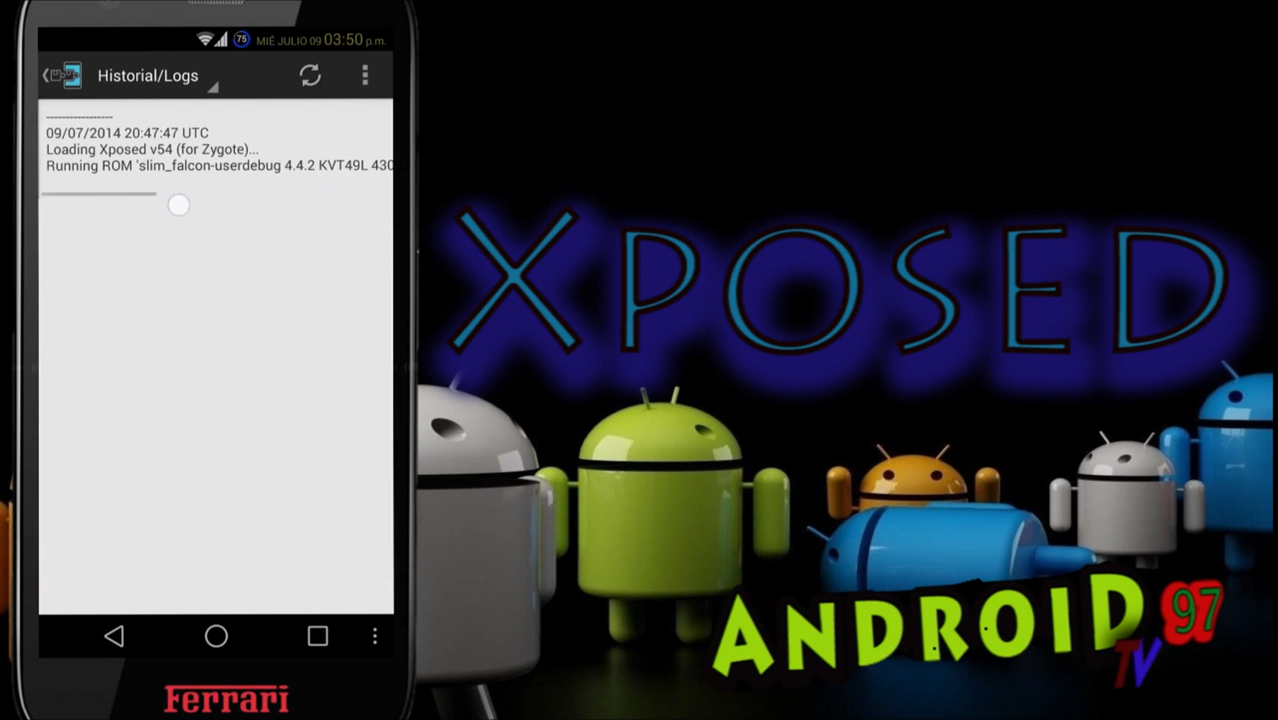 75 MIÉ JULIO 09 03:50 p.m.
Historial/Logs
-----------------
09/07/2014 20:47:47 UTC
Loading Xposed v54 (for Zygote)...
Running ROM 'slim_falcon-userdebug 4.4.2 KVT49L 430
Ferrari
XPOSED
ANDROID 97
TV